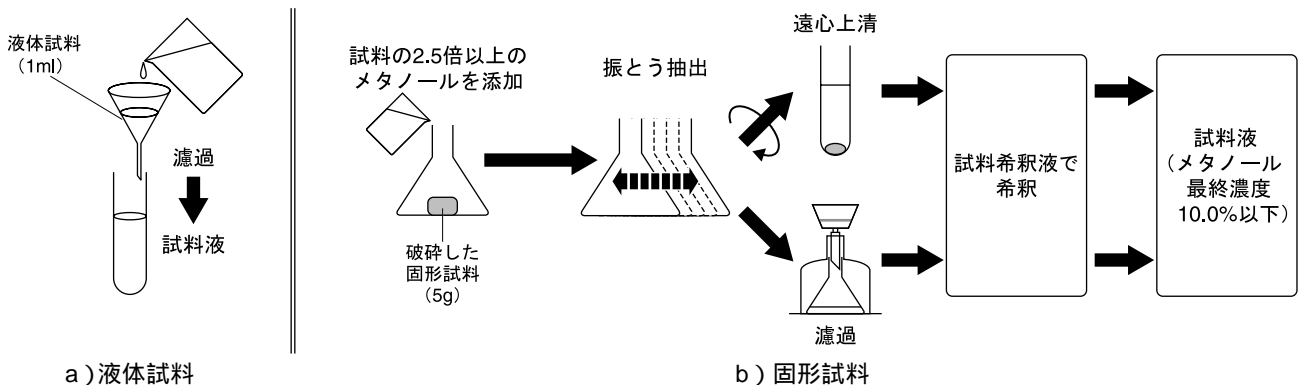 液体試料
（1ml）
濾過
試料液
a）液体試料
試料の2.5倍以上の
メタノールを添加
破砕した
固形試料
（5g）
振とう抽出
遠心上清
濾過
試料希釈液で
希釈
試料液
（メタノール
最終濃度
10.0%以下）
b）固形試料